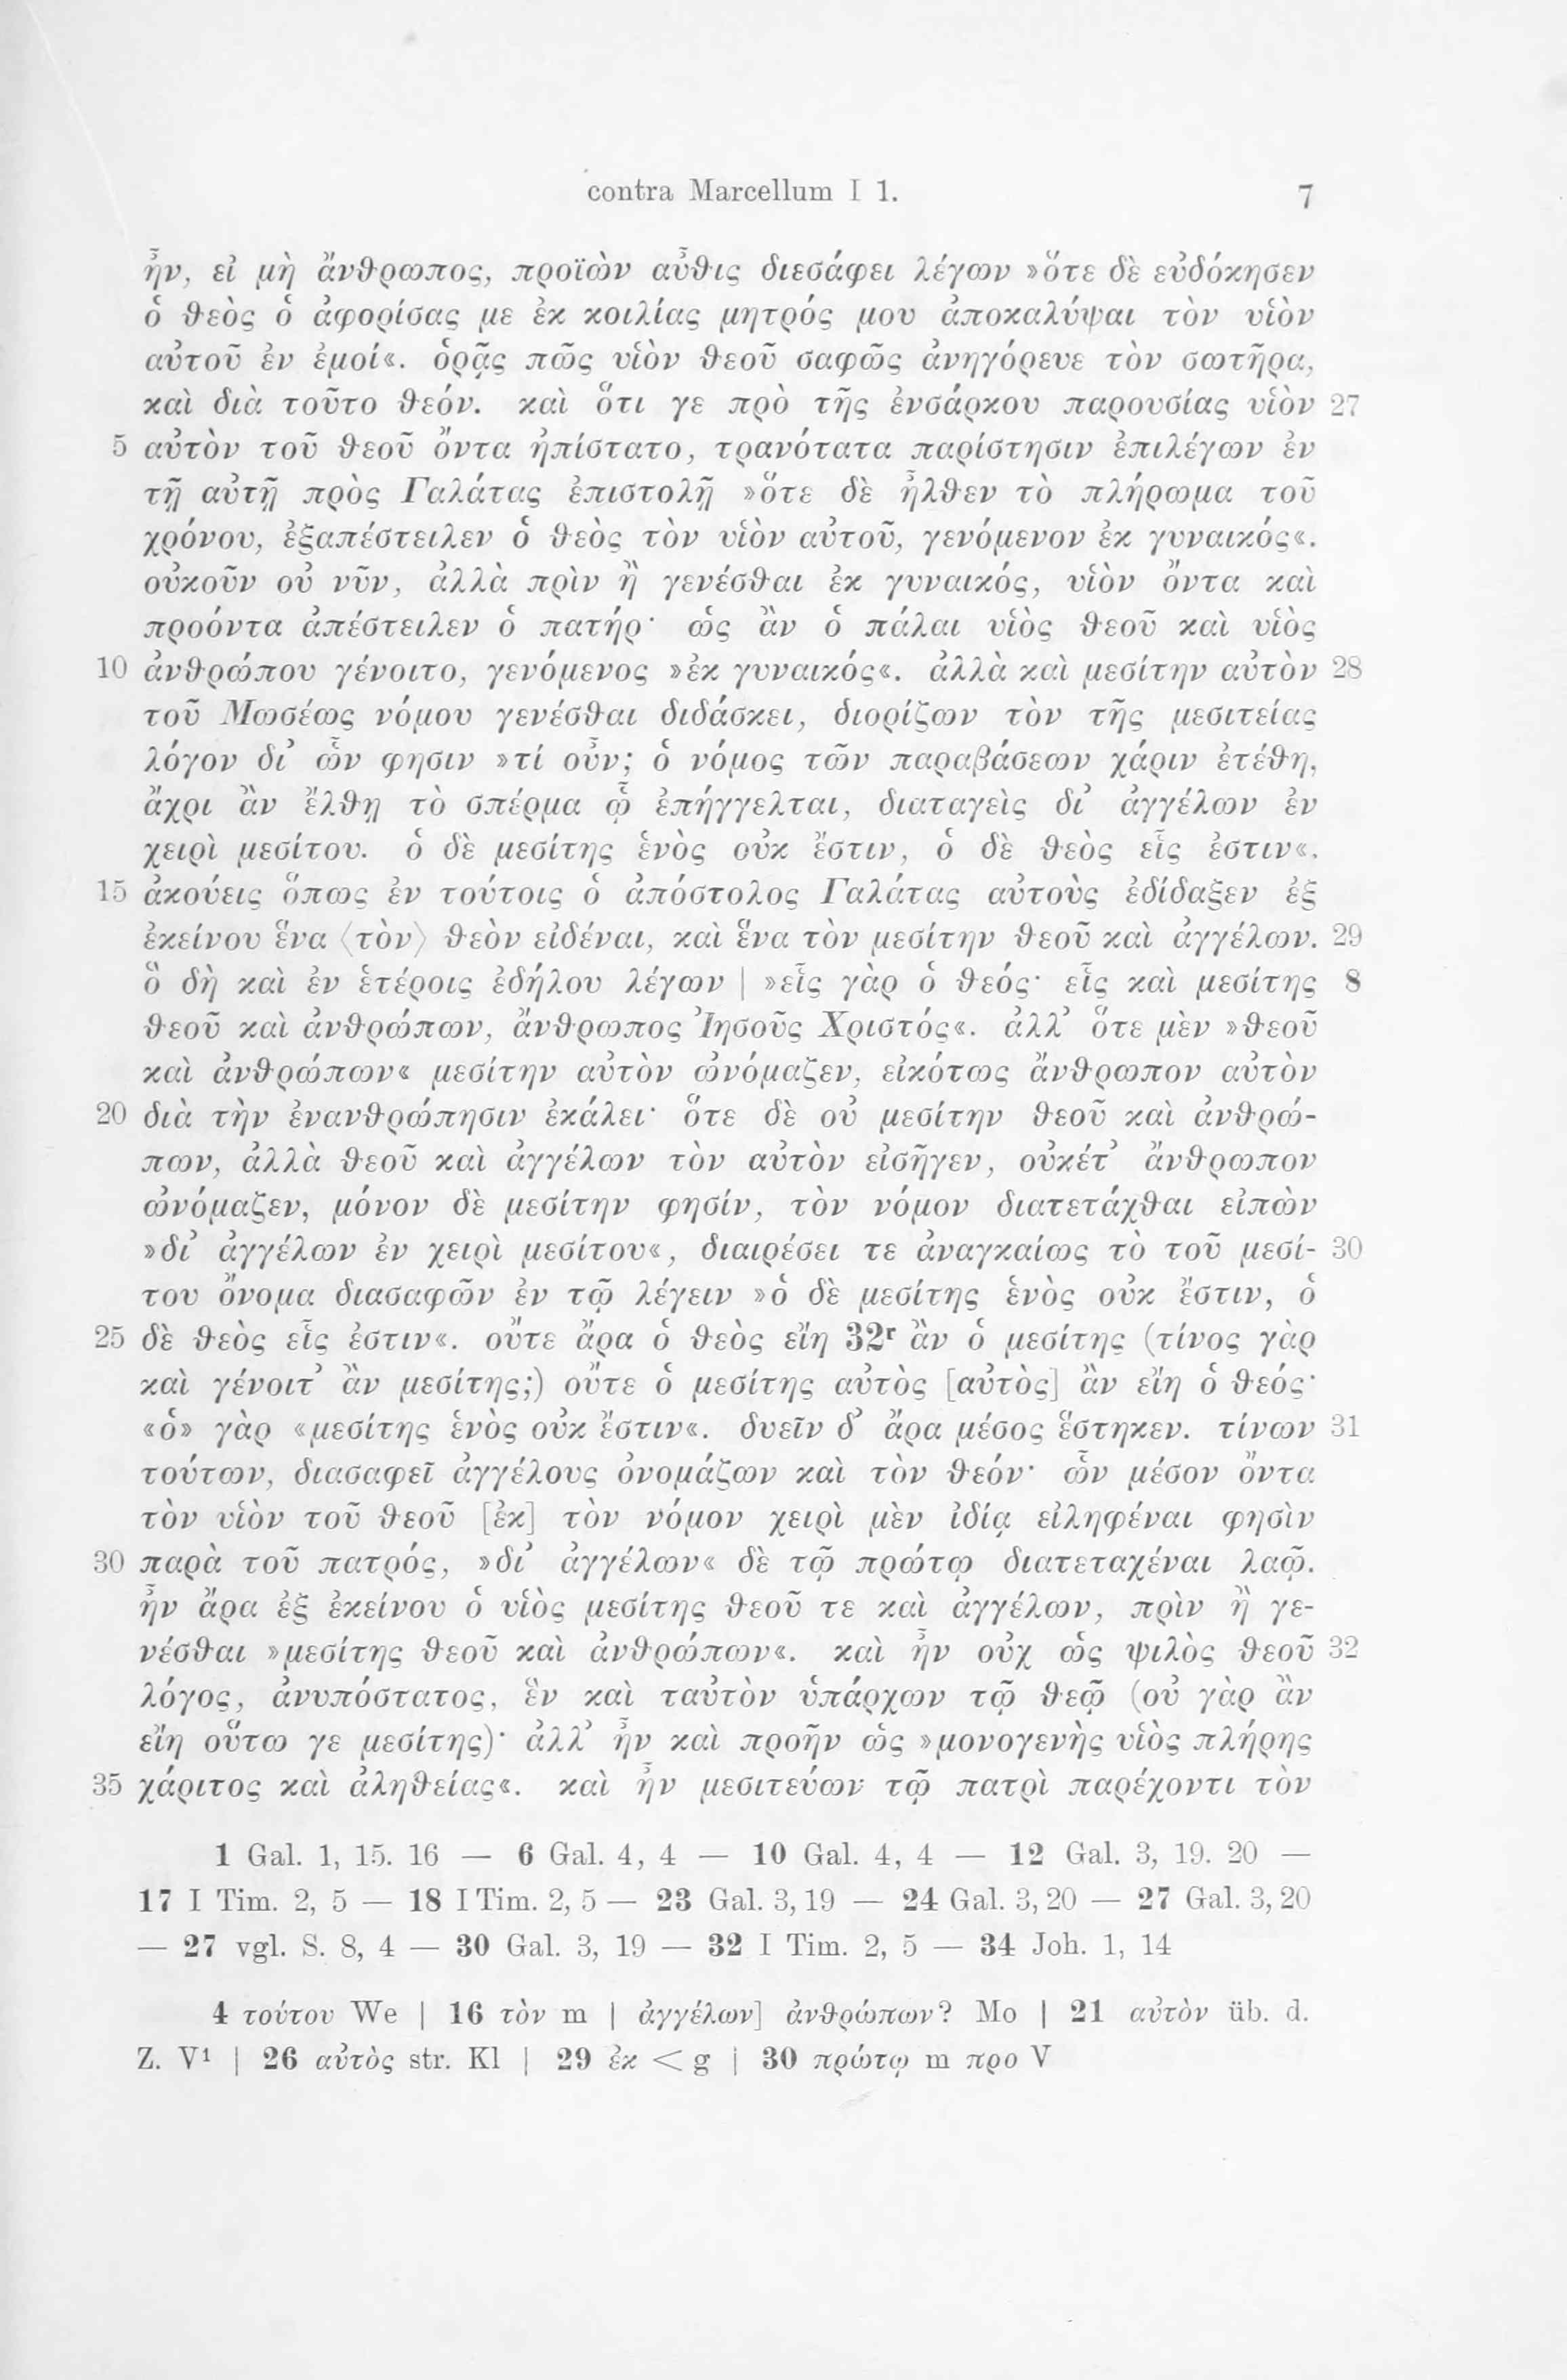 contra Marcellum I 1. 7
ἦν, εἰ μὴ ἄνθρωπος, προϊὼν αὖθις διεσάφει λέγων »ὅτε δὲ εὐδόκησεν
ὁ θεὸς ὁ ἀφορίσας με ἐκ κοιλίας μητρός μου ἀποκαλύψαι τὸν υἱὸν
αὐτοῦ ἐν ἐμοί«. ὁρᾷς πῶς υἱὸν θεοῦ σαφῶς ἀνηγόρευε τὸν σωτῆρα,
καὶ διὰ τοῦτο θεόν. καὶ ὅτι γε πρὸ τῆς ἐνσάρκου παρουσίας υἱὸν 27
5 αὐτὸν τοῦ θεοῦ ὄντα ἠπίστατο, τρανότατα παρίστησιν ἐπιλέγων ἐν
τῇ αὐτῇ πρὸς Γαλάτας ἐπιστολῇ »ὅτε δὲ ἦλθεν τὸ πλήρωμα τοῦ
χρόνου, ἐξαπέστειλεν ὁ θεὸς τὸν υἱὸν αὐτοῦ, γενόμενον ἐκ γυναικός«.
οὐκοῦν οὐ νῦν, ἀλλὰ πρὶν ἢ γενέσθαι ἐκ γυναικός, υἱὸν ὄντα καὶ
προόντα ἀπέστειλεν ὁ πατήρ· ὡς ἂν ὁ πάλαι υἱὸς θεοῦ καὶ υἱὸς
10 ἀνθρώπου γένοιτο, γενόμενος »ἐκ γυναικός«. ἀλλὰ καὶ μεσίτην αὐτὸν 28
τοῦ Μωσέως νόμου γενέσθαι διδάσκει, διορίζων τὸν τῆς μεσιτείας
λόγον δι’ ὧν φησιν »τί οὖν; ὁ νόμος τῶν παραβάσεων χάριν ἐτέθη,
ἄχρι ἂν ἔλθῃ τὸ σπέρμα ᾧ ἐπήγγελται, διαταγεὶς δι’ ἀγγέλων ἐν
χειρὶ μεσίτου. ὁ δὲ μεσίτης ἑνὸς οὐκ ἔστιν, ὁ δὲ θεὸς εἷς ἐστιν«.
15 ἀκούεις ὅπως ἐν τούτοις ὁ ἀπόστολος Γαλάτας αὐτοὺς ἐδίδαξεν ἐξ
ἐκείνου ἕνα ⟨τὸν⟩ θεὸν εἰδέναι, καὶ ἕνα τὸν μεσίτην θεοῦ καὶ ἀγγέλων. 29
ὃ δὴ καὶ ἐν ἑτέροις ἐδήλου λέγων | »εἷς γὰρ ὁ θεός· εἷς καὶ μεσίτης 8
θεοῦ καὶ ἀνθρώπων, ἄνθρωπος Ἰησοῦς Χριστός«. ἀλλ’ ὅτε μὲν »θεοῦ
καὶ ἀνθρώπων« μεσίτην αὐτὸν ὠνόμαζεν, εἰκότως ἄνθρωπον αὐτὸν
20 διὰ τὴν ἐνανθρώπησιν ἐκάλει· ὅτε δὲ οὐ μεσίτην θεοῦ καὶ ἀνθρώ-
πων, ἀλλὰ θεοῦ καὶ ἀγγέλων τὸν αὐτὸν εἰσῆγεν, οὐκέτ’ ἄνθρωπον
ὠνόμαζεν, μόνον δὲ μεσίτην φησίν, τὸν νόμον διατετάχθαι εἰπὼν
»δι’ ἀγγέλων ἐν χειρὶ μεσίτου«, διαιρέσει τε ἀναγκαίως τὸ τοῦ μεσί- 30
του ὄνομα διασαφῶν ἐν τῷ λέγειν »ὁ δὲ μεσίτης ἑνὸς οὐκ ἔστιν, ὁ
25 δὲ θεὸς εἷς ἐστιν«. οὔτε ἄρα ὁ θεὸς εἴη 32ʳ ἂν ὁ μεσίτης (τίνος γὰρ
καὶ γένοιτ’ ἂν μεσίτης;) οὔτε ὁ μεσίτης αὐτὸς [αὐτὸς] ἂν εἴη ὁ θεός·
«ὁ» γὰρ «μεσίτης ἑνὸς οὐκ ἔστιν«. δυεῖν δ’ ἄρα μέσος ἕστηκεν. τίνων 31
τούτων, διασαφεῖ ἀγγέλους ὀνομάζων καὶ τὸν θεόν· ὧν μέσον ὄντα
τὸν υἱὸν τοῦ θεοῦ [ἐκ] τὸν νόμον χειρὶ μὲν ἰδίᾳ εἰληφέναι φησὶν
30 παρὰ τοῦ πατρός, »δι’ ἀγγέλων« δὲ τῷ πρώτῳ διατεταχέναι λαῷ.
ἦν ἄρα ἐξ ἐκείνου ὁ υἱὸς μεσίτης θεοῦ τε καὶ ἀγγέλων, πρὶν ἢ γε-
νέσθαι »μεσίτης θεοῦ καὶ ἀνθρώπων«. καὶ ἦν οὐχ ὡς ψιλὸς θεοῦ 32
λόγος, ἀνυπόστατος, ἓν καὶ ταὐτὸν ὑπάρχων τῷ θεῷ (οὐ γὰρ ἂν
εἴη οὕτω γε μεσίτης)· ἀλλ’ ἦν καὶ προῆν ὡς »μονογενὴς υἱὸς πλήρης
35 χάριτος καὶ ἀληθείας«. καὶ ἦν μεσιτεύων τῷ πατρὶ παρέχοντι τὸν
1 Gal. 1, 15. 16 — 6 Gal. 4, 4 — 10 Gal. 4, 4 — 12 Gal. 3, 19. 20 —
17 I Tim. 2, 5 — 18 I Tim. 2, 5 — 23 Gal. 3, 19 — 24 Gal. 3, 20 — 27 Gal. 3, 20
— 27 vgl. S. 8, 4 — 30 Gal. 3, 19 — 32 I Tim. 2, 5 — 34 Joh. 1, 14
4 τούτου We | 16 τὸν m | ἀγγέλων] ἀνθρώπων? Mo | 21 αὐτὸν üb. d.
Z. V¹ | 26 αὐτὸς str. Kl | 29 ἐκ < g | 30 πρώτῳ m προ V